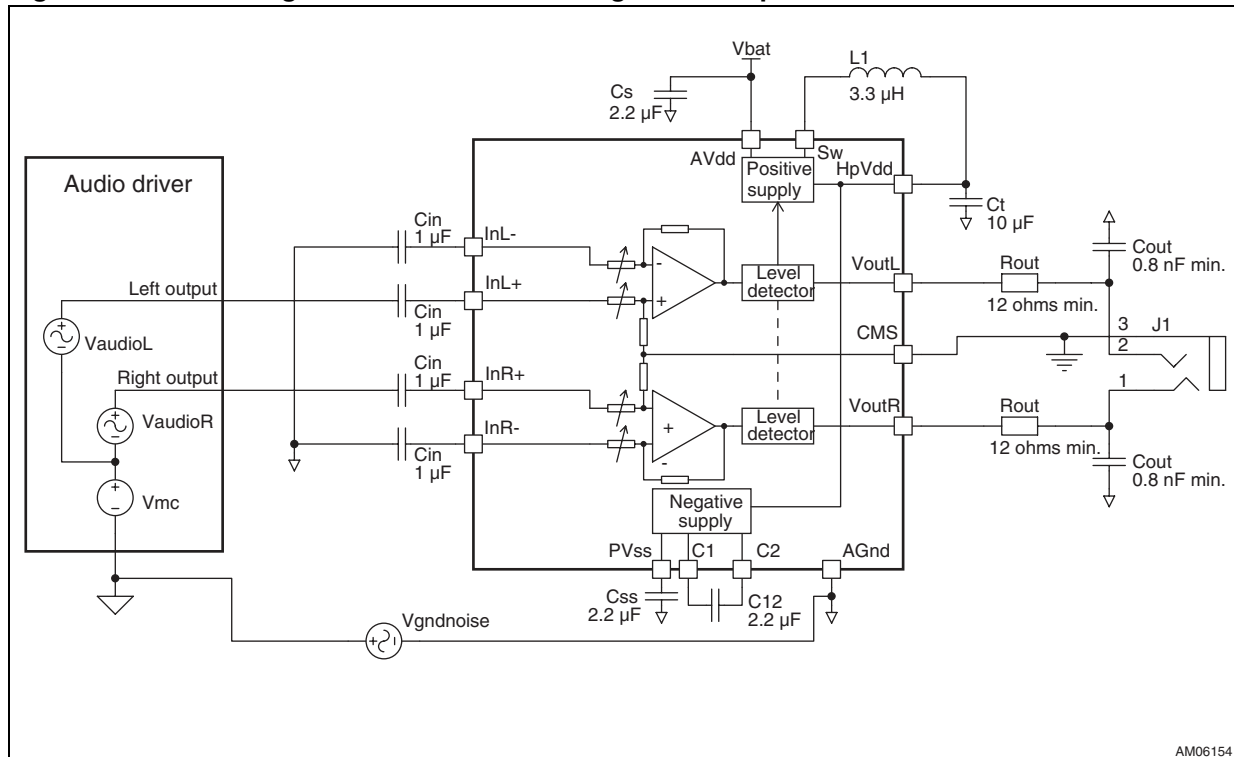 Vbat
L1
3.3 µH
Cs
2.2 µF
AVdd
Sw
Positive
supply
HpVdd
Ct
10 µF
Audio driver
Cin
1 µF
InL-
Left output
Cin
1 µF
InL+
-
+
Level
detector
VoutL
Rout
12 ohms min.
Cout
0.8 nF min.
VaudioL
CMS
3
J1
2
1
Right output
Cin
1 µF
InR+
VaudioR
Cin
1 µF
InR-
+
-
Level
detector
VoutR
Rout
12 ohms min.
Cout
0.8 nF min.
Vmc
Negative
supply
PVss
C1
C2
AGnd
Css
2.2 µF
C12
2.2 µF
Vgndnoise
AM06154